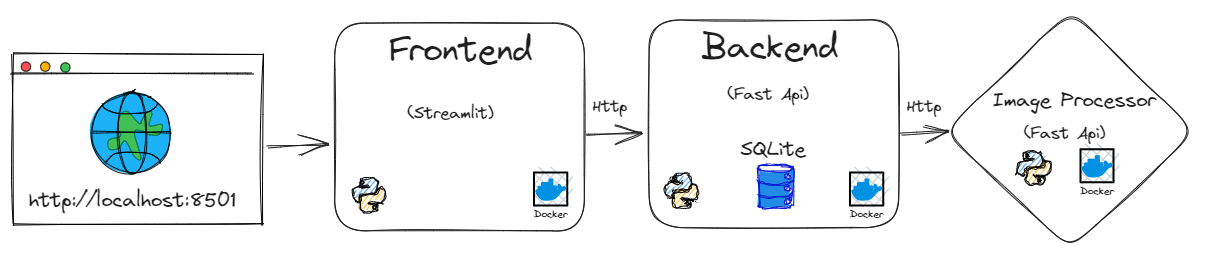 http://localhost:8501
Frontend
(Streamlit)
Docker
Http
Backend
(Fast Api)
SQLite
Docker
Http
Image Processor
(Fast Api)
Docker